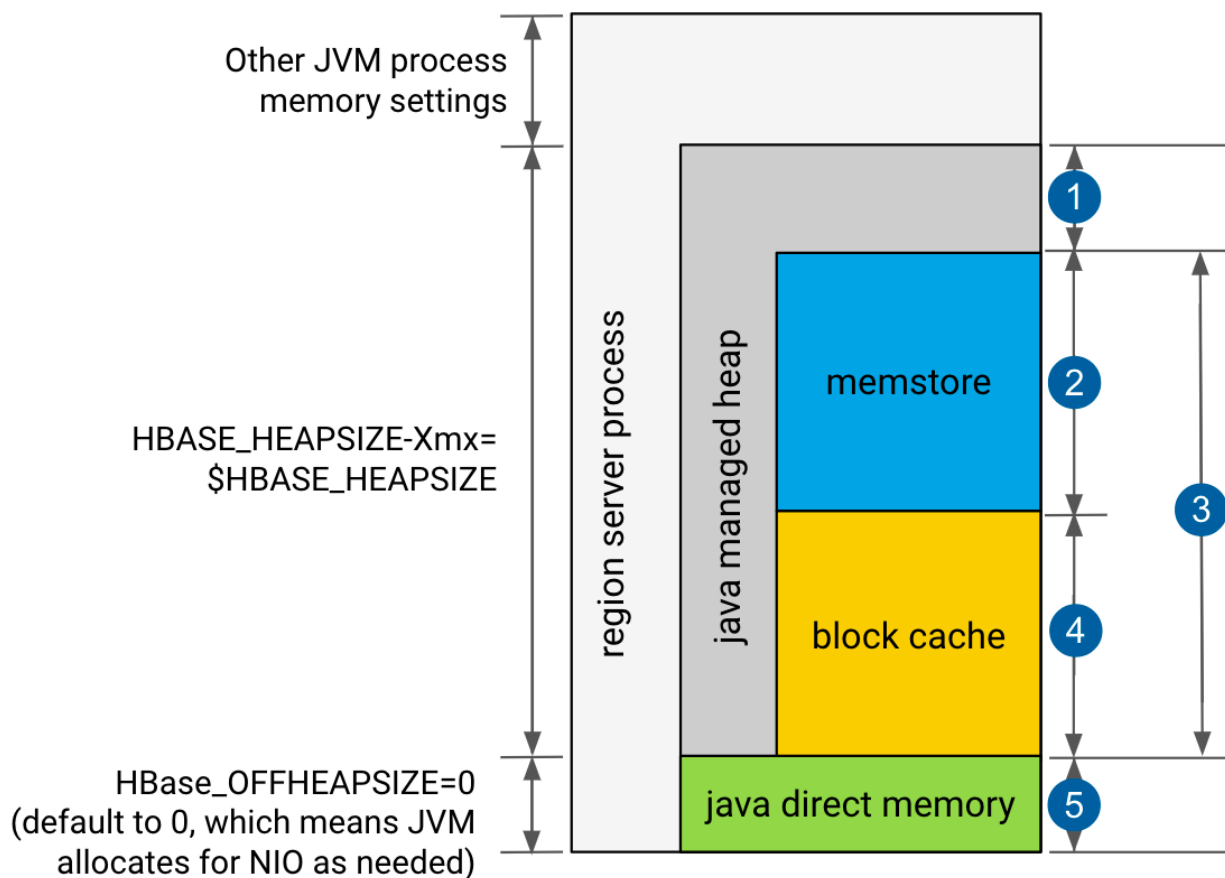 Other JVM process
memory settings
1
2
3
HBASE_HEAPSIZE-Xmx=
$HBASE_HEAPSIZE
region server process
java managed heap
memstore
block cache
4
HBase_OFFHEAPSIZE=0
(default to 0, which means JVM
allocates for NIO as needed)
java direct memory
5